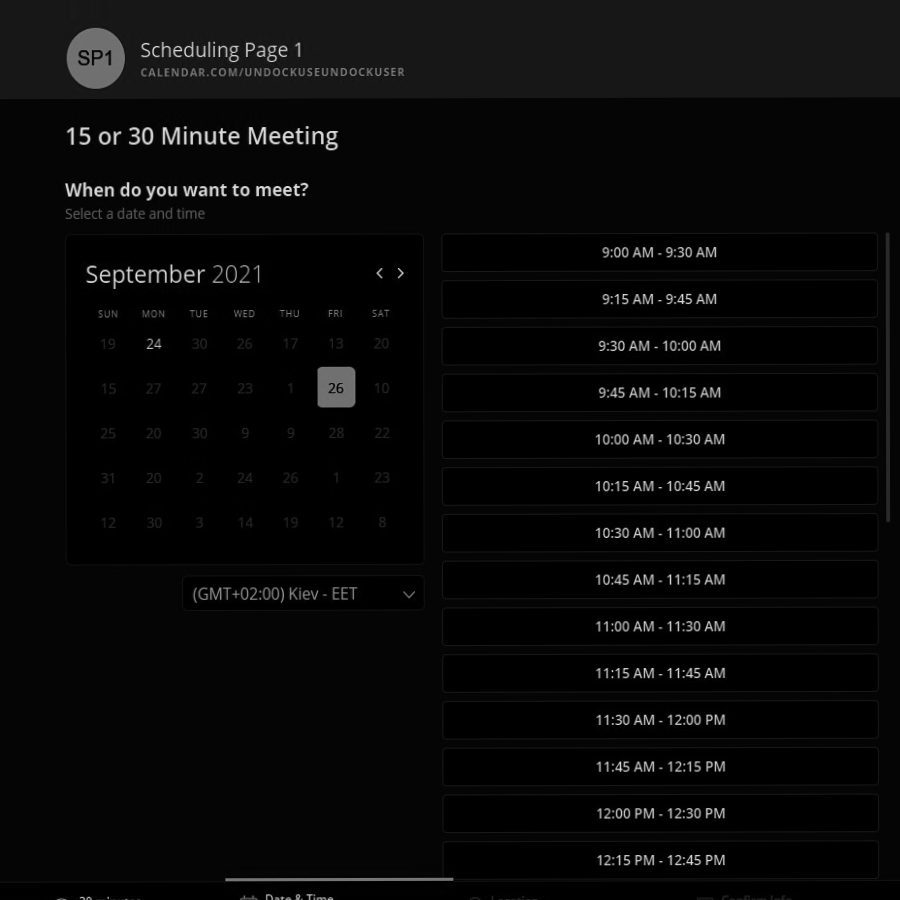 SP1
Scheduling Page 1
CALENDAR.COM/UNDOCKUSEUNDOCKUSER
15 or 30 Minute Meeting
When do you want to meet?
Select a date and time
September 2021
SUN MON TUE WED THU FRI SAT
19 24 30 26 17 13 20
15 27 27 23 1 26 10
25 20 30 9 9 28 22
31 20 2 24 26 1 23
12 30 3 14 19 12 8
(GMT+02:00) Kiev - EET
9:00 AM - 9:30 AM
9:15 AM - 9:45 AM
9:30 AM - 10:00 AM
9:45 AM - 10:15 AM
10:00 AM - 10:30 AM
10:15 AM - 10:45 AM
10:30 AM - 11:00 AM
10:45 AM - 11:15 AM
11:00 AM - 11:30 AM
11:15 AM - 11:45 AM
11:30 AM - 12:00 PM
11:45 AM - 12:15 PM
12:00 PM - 12:30 PM
12:15 PM - 12:45 PM
Date & Time